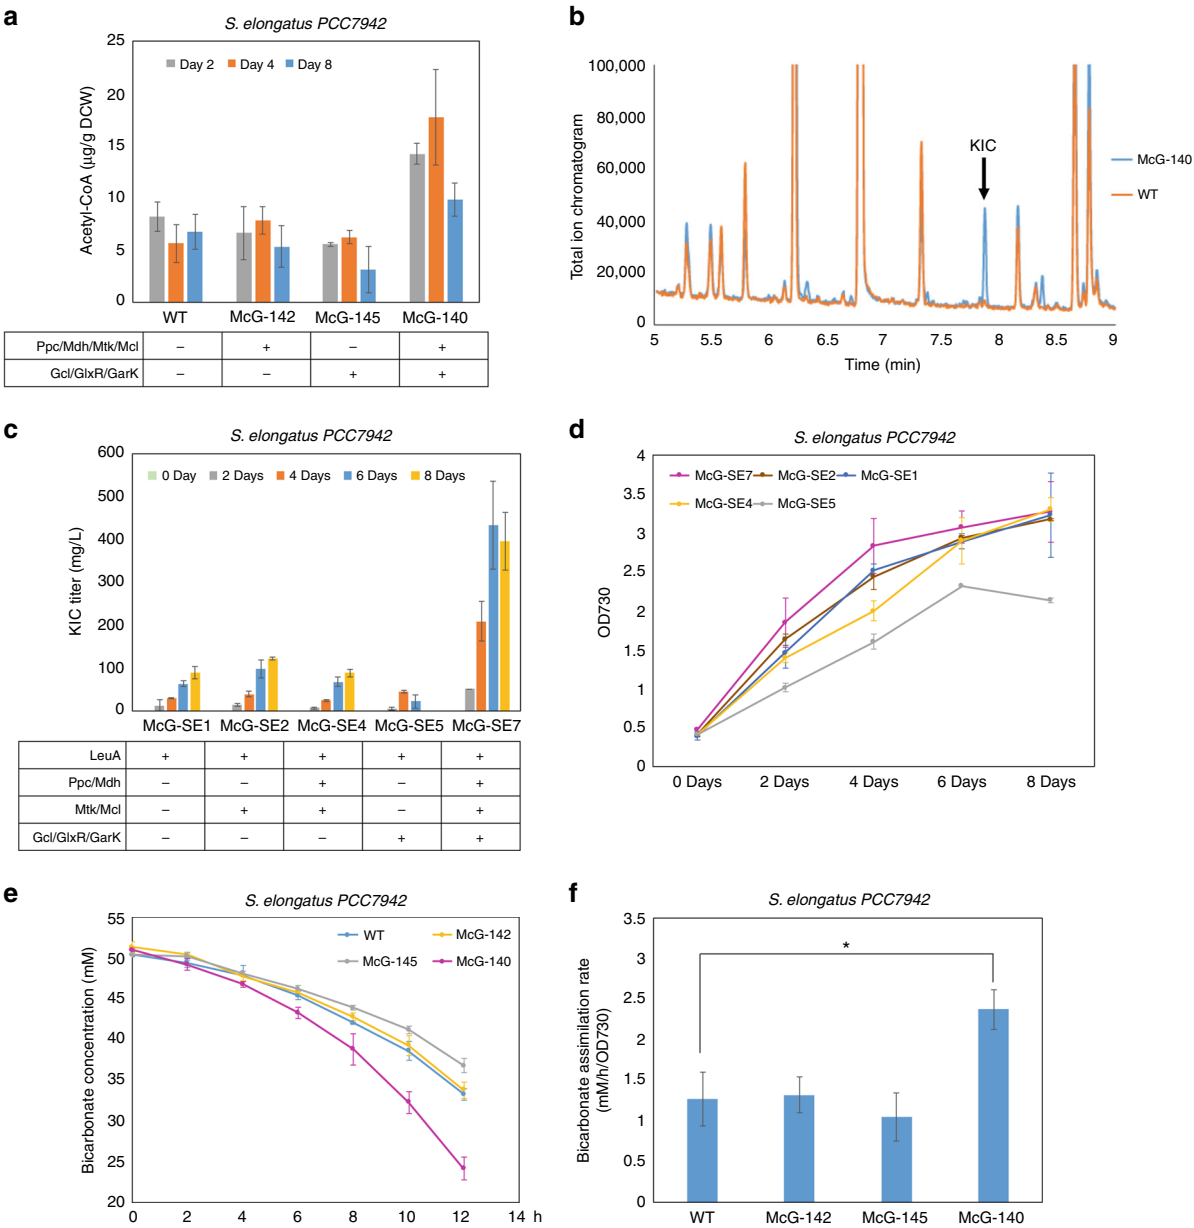 a
S. elongatus PCC7942
Day 2 Day 4 Day 8
Acetyl-CoA (µg/g DCW)
25
20
15
10
5
0
WT McG-142 McG-145 McG-140
Ppc/Mdh/Mtk/Mcl – + – +
Gcl/GlxR/GarK – – + +
b
Total ion chromatogram
100,000
80,000
60,000
40,000
20,000
0
KIC
McG-140
WT
5 5.5 6 6.5 7 7.5 8 8.5 9
Time (min)
c
S. elongatus PCC7942
0 Day 2 Days 4 Days 6 Days 8 Days
KIC titer (mg/L)
600
500
400
300
200
100
0
McG-SE1 McG-SE2 McG-SE4 McG-SE5 McG-SE7
LeuA + + + + +
Ppc/Mdh – – + – +
Mtk/Mcl – + + – +
Gcl/GlxR/GarK – – – + +
d
S. elongatus PCC7942
McG-SE7 McG-SE2 McG-SE1
McG-SE4 McG-SE5
OD730
4
3.5
3
2.5
2
1.5
1
0.5
0
0 Days 2 Days 4 Days 6 Days 8 Days
e
S. elongatus PCC7942
WT McG-142
McG-145 McG-140
Bicarbonate concentration (mM)
55
50
45
40
35
30
25
20
0 2 4 6 8 10 12 14 h
f
S. elongatus PCC7942
*
Bicarbonate assimilation rate
(mM/h/OD730)
3.5
3
2.5
2
1.5
1
0.5
0
WT McG-142 McG-145 McG-140